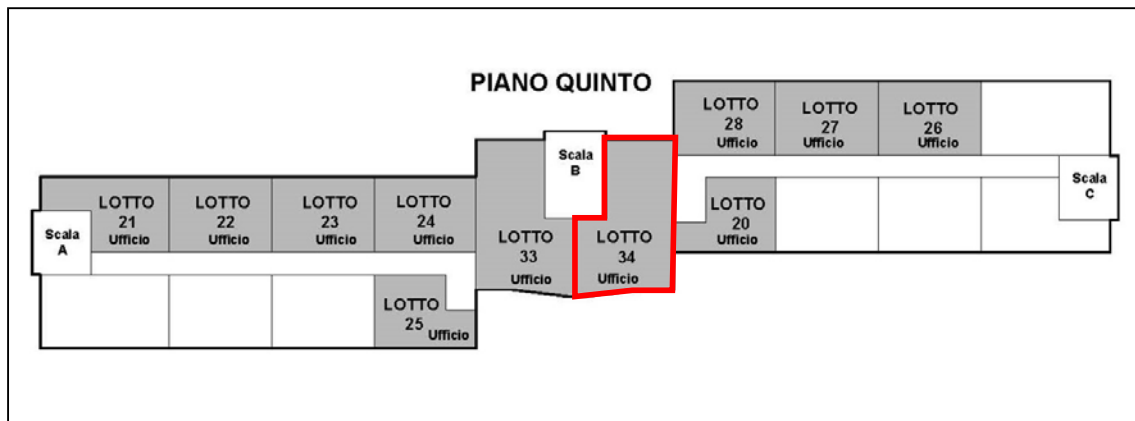 PIANO QUINTO
LOTTO
28
Ufficio
LOTTO
27
Ufficio
LOTTO
26
Ufficio
Scala
B
Scala
C
LOTTO
21
Ufficio
LOTTO
22
Ufficio
LOTTO
23
Ufficio
LOTTO
24
Ufficio
LOTTO
20
Ufficio
Scala
A
LOTTO
33
Ufficio
LOTTO
34
Ufficio
LOTTO
25
Ufficio